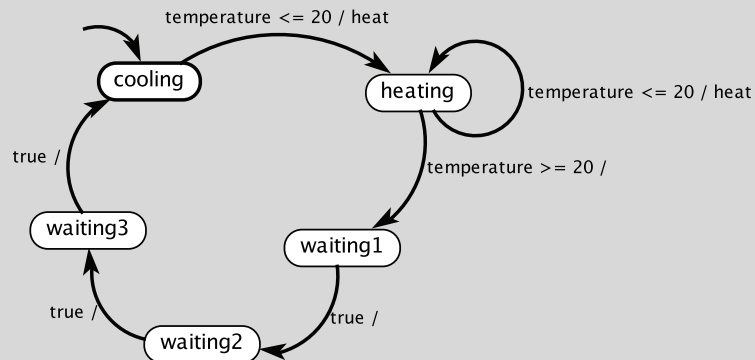 temperature <= 20 / heat
cooling
heating
temperature <= 20 / heat
true /
temperature >= 20 /
waiting3
waiting1
true /
true /
waiting2